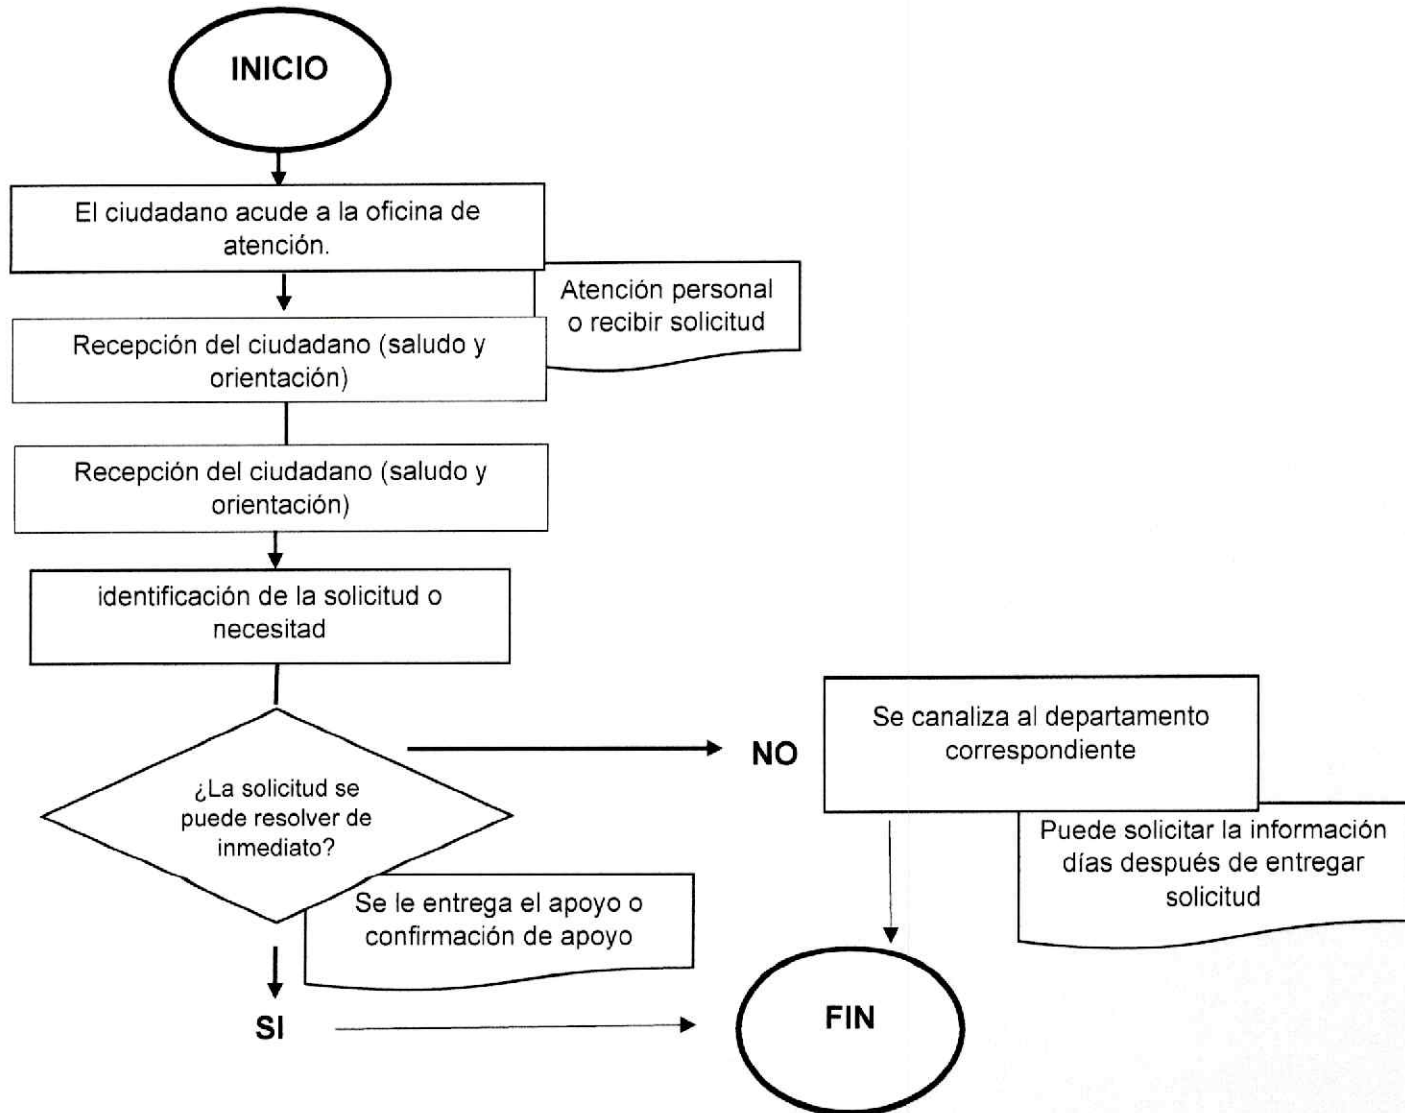 INICIO
El ciudadano acude a la oficina de
atención.
Atención personal
o recibir solicitud
Recepción del ciudadano (saludo y
orientación)
Recepción del ciudadano (saludo y
orientación)
identificación de la solicitud o
necesitad
¿La solicitud se
puede resolver de
inmediato?
NO
Se canaliza al departamento
correspondiente
Puede solicitar la información
días después de entregar
solicitud
Se le entrega el apoyo o
confirmación de apoyo
SI
FIN